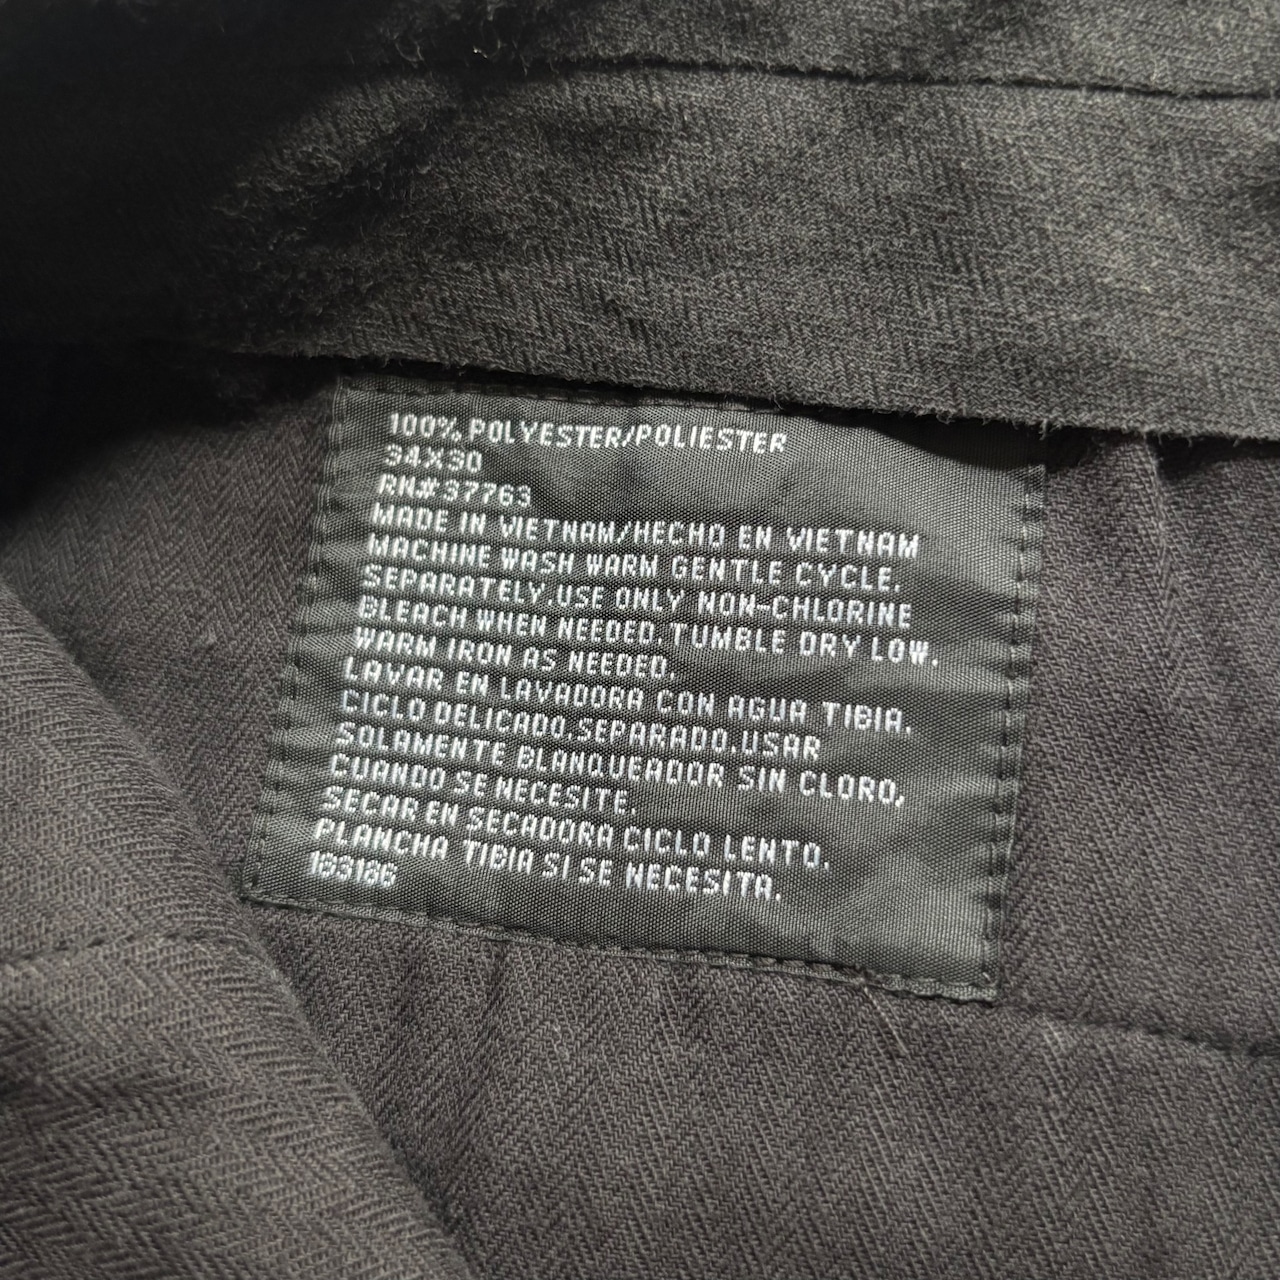 100% POLYESTER/POLIESTER
34X30
RN#37763
MADE IN VIETNAM/HECHO EN VIETNAM
MACHINE WASH WARM GENTLE CYCLE.
SEPARATELY.USE ONLY NON-CHLORINE
BLEACH WHEN NEEDED.TUMBLE DRY LOW.
WARM IRON AS NEEDED.
LAVAR EN LAVADORA CON AGUA TIBIA.
CICLO DELICADO.SEPARADO.USAR
SOLAMENTE BLANQUEADOR SIN CLORO,
CUANDO SE NECESITE.
SECAR EN SECADORA CICLO LENTO.
PLANCHA TIBIA SI SE NECESITA.
183186